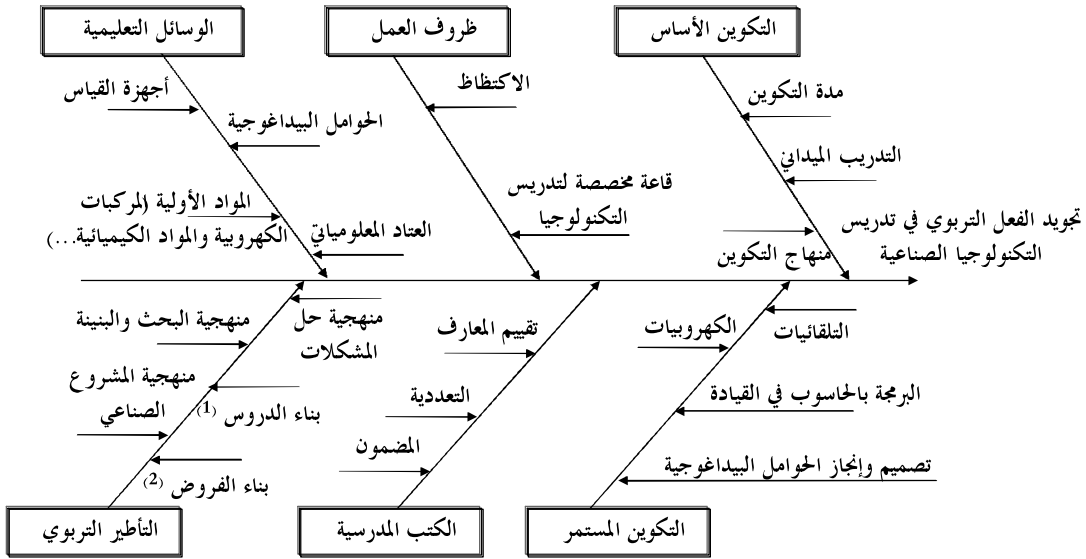 التكوين الأساس
ظروف العمل
الوسائل التعليمية
مدة التكوين
التدريب الميداني
منهاج التكوين
الاكتظاظ
قاعة مخصصة لتدريس
التكنولوجيا
أجهزة القياس
الحوامل البيداغوجية
المواد الأولية (المركبات
الكهروبية والمواد الكيميائية...)
العتاد المعلومياتي
تجويد الفعل التربوي في تدريس
التكنولوجيا الصناعية
التلقائيات
الكهروبيات
البرمجة بالحاسوب في القيادة
تصميم وإنجاز الحوامل البيداغوجية
تقييم المعارف
التعددية
المضمون
منهجية حل
المشكلات
منهجية البحث والبنينة
منهجية المشروع
الصناعي
بناء الدروس (1)
بناء الفروض (2)
التكوين المستمر
الكتب المدرسية
التأطير التربوي